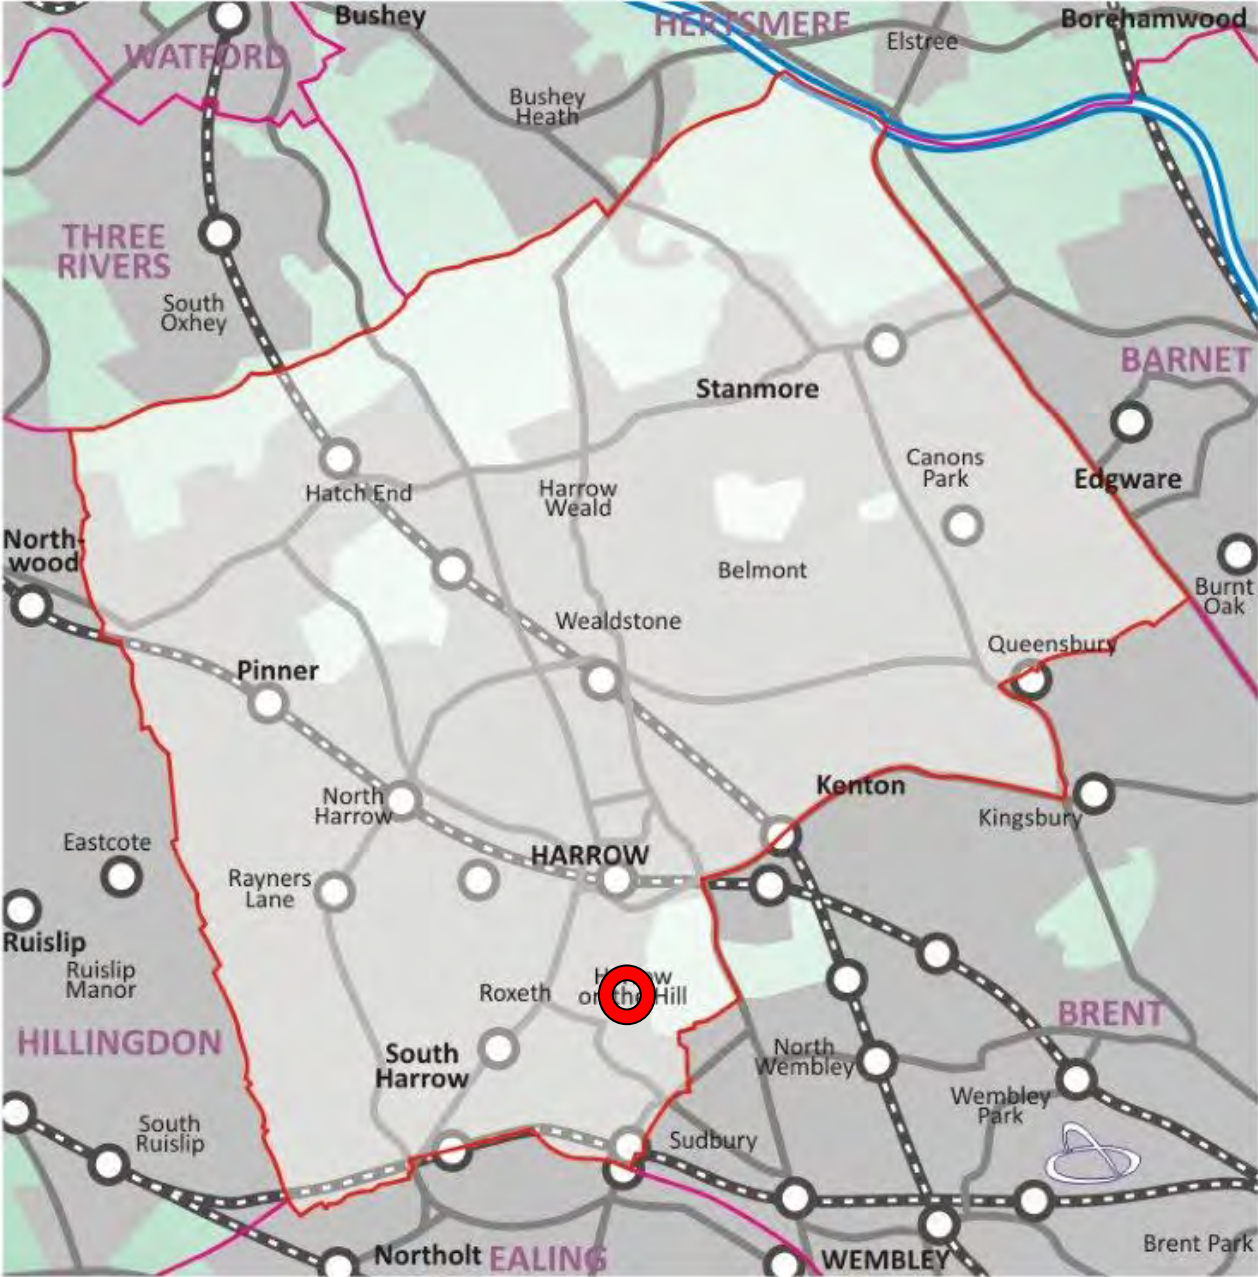 Bushey
HERTSMERE
Borehamwood
WATFORD
Elstree
Bushey
Heath
THREE
RIVERS
South
Oxhey
BARNET
Stanmore
Canons
Park
Edgware
Hatch End
Harrow
Weald
North-
wood
Belmont
Burnt
Oak
Wealdstone
Queensbury
Pinner
Kenton
North
Harrow
Kingsbury
Eastcote
HARROW
Rayners
Lane
Ruislip
Ruislip
Manor
Roxeth
on the Hill
BRENT
HILLINGDON
South
Harrow
North
Wembley
Wembley
Park
South
Ruislip
Sudbury
Northolt
EALING
WEMBLEY
Brent Park